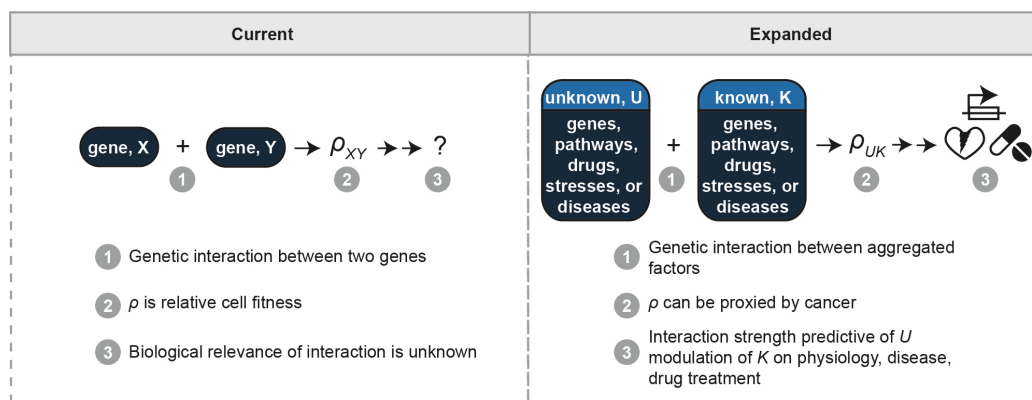 Current
Expanded
gene, X + gene, Y → ρXY → → ?
1 2 3
unknown, U
genes,
pathways,
drugs,
stresses, or
diseases
+
1
known, K
genes,
pathways,
drugs,
stresses, or
diseases
→ ρUK → →
2 3
1 Genetic interaction between two genes
2 ρ is relative cell fitness
3 Biological relevance of interaction is unknown
1 Genetic interaction between aggregated
factors
2 ρ can be proxied by cancer
3 Interaction strength predictive of U
modulation of K on physiology, disease,
drug treatment